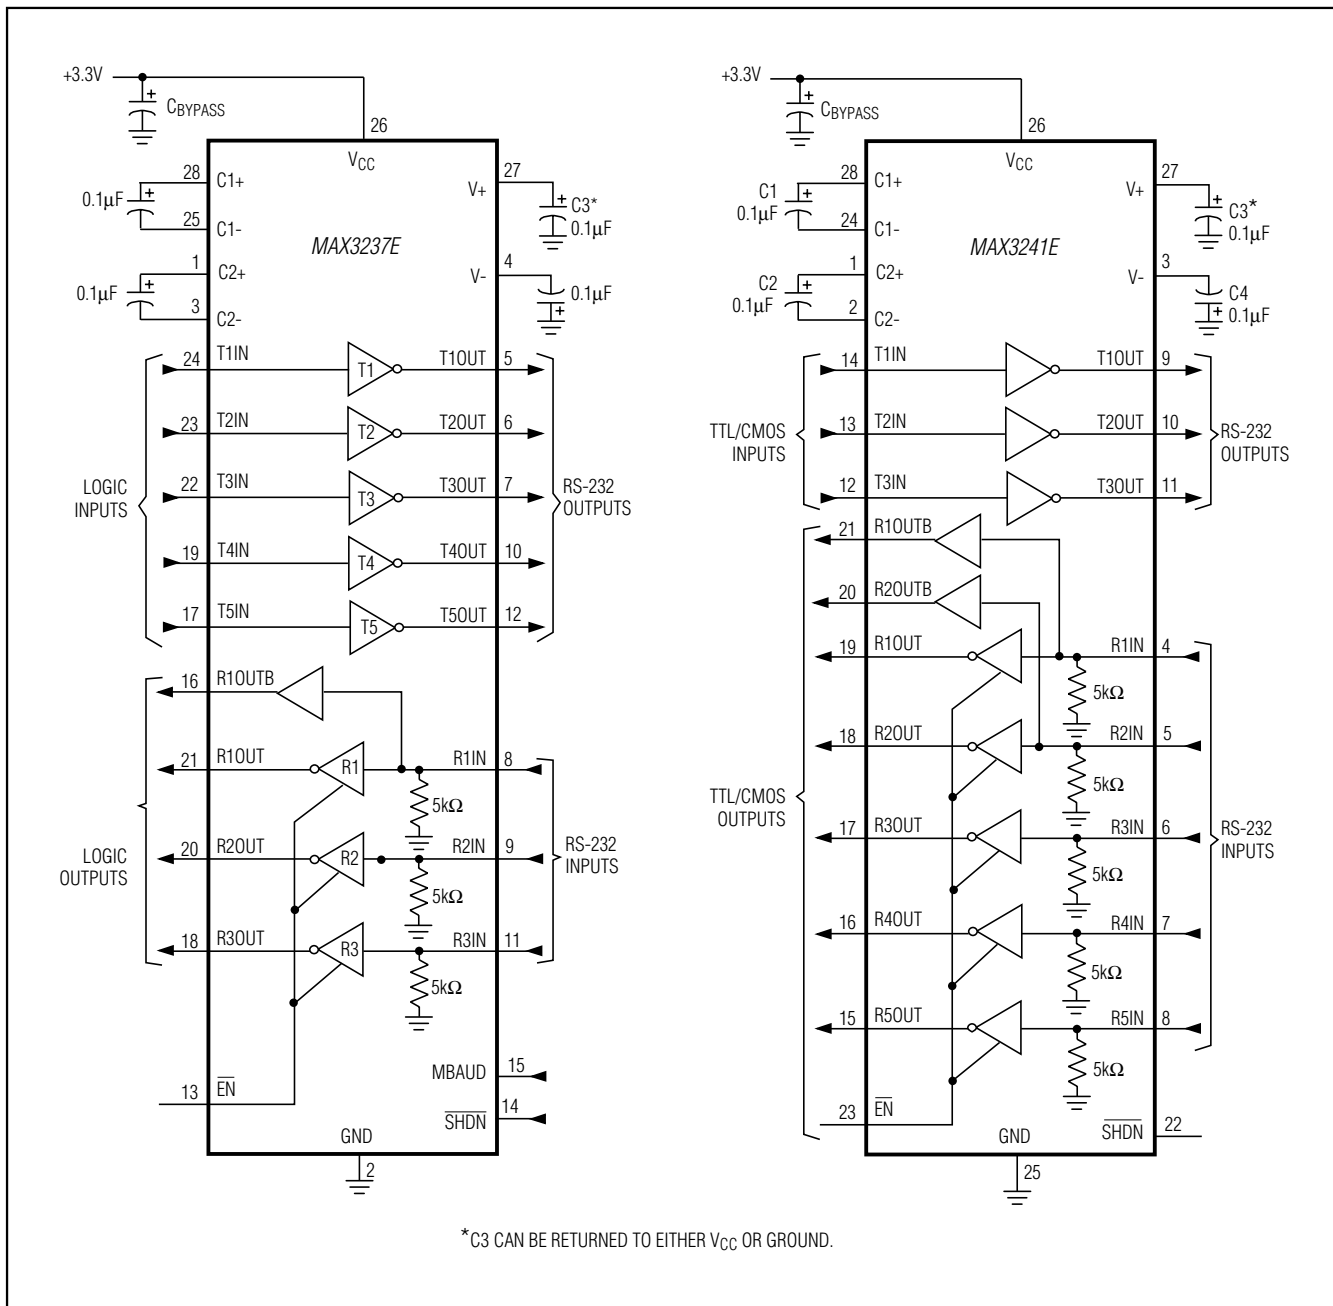 +3.3V
CBYPASS
26
VCC
28
C1+
0.1µF
25
C1-
27
V+
C3*
0.1µF
MAX3237E
1
C2+
0.1µF
3
C2-
4
V-
0.1µF
24 T1IN T1 T1OUT 5
23 T2IN T2 T2OUT 6
22 T3IN T3 T3OUT 7
LOGIC
INPUTS
RS-232
OUTPUTS
19 T4IN T4 T4OUT 10
17 T5IN T5 T5OUT 12
16 R1OUTB
21 R1OUT R1 R1IN 8
5kΩ
20 R2OUT R2 R2IN 9
LOGIC
OUTPUTS
RS-232
INPUTS
5kΩ
18 R3OUT R3 R3IN 11
5kΩ
MBAUD 15
13 EN
SHDN 14
GND
2
+3.3V
CBYPASS
26
VCC
28
C1+
C1
0.1µF
24
C1-
27
V+
C3*
0.1µF
MAX3241E
1
C2+
C2
0.1µF
2
C2-
3
V-
C4
0.1µF
14 T1IN T1OUT 9
13 T2IN T2OUT 10
TTL/CMOS
INPUTS
RS-232
OUTPUTS
12 T3IN T3OUT 11
21 R1OUTB
20 R2OUTB
19 R1OUT R1IN 4
5kΩ
18 R2OUT R2IN 5
5kΩ
TTL/CMOS
OUTPUTS
17 R3OUT R3IN 6
RS-232
INPUTS
5kΩ
16 R4OUT R4IN 7
5kΩ
15 R5OUT R5IN 8
5kΩ
23 EN
SHDN 22
GND
25
*C3 CAN BE RETURNED TO EITHER VCC OR GROUND.